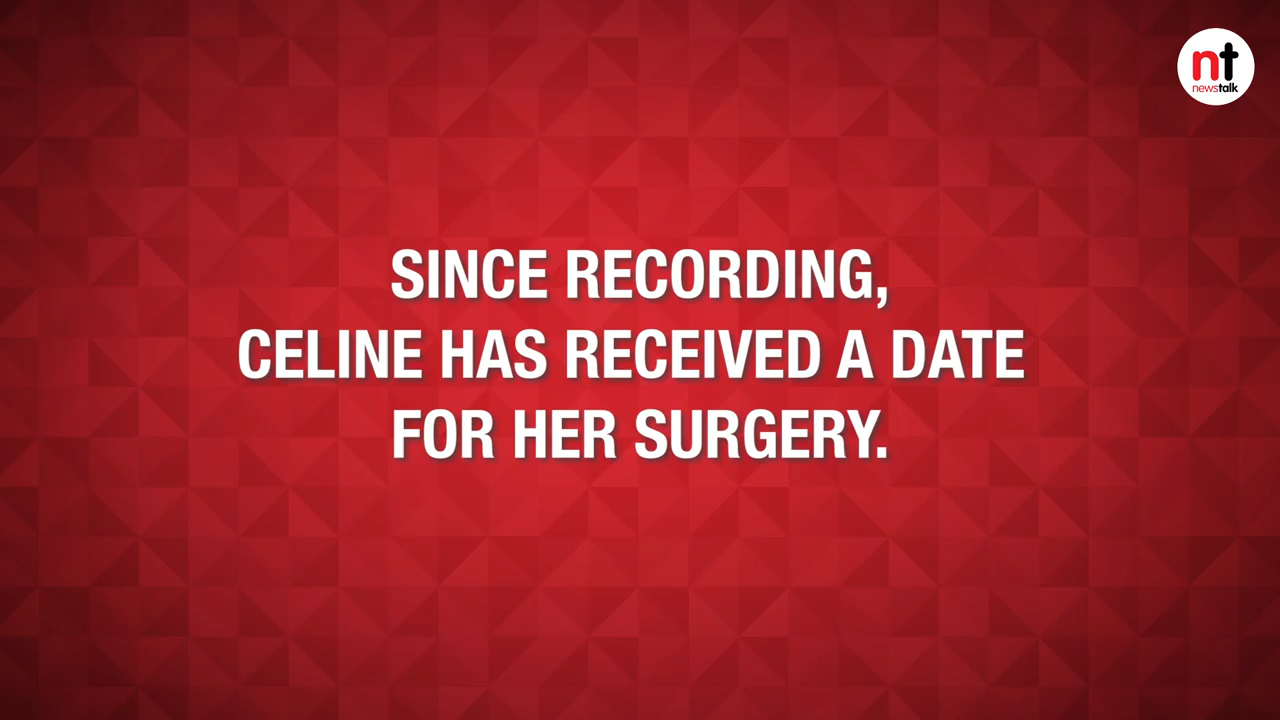 nt
newstalk
SINCE RECORDING,
CELINE HAS RECEIVED A DATE
FOR HER SURGERY.